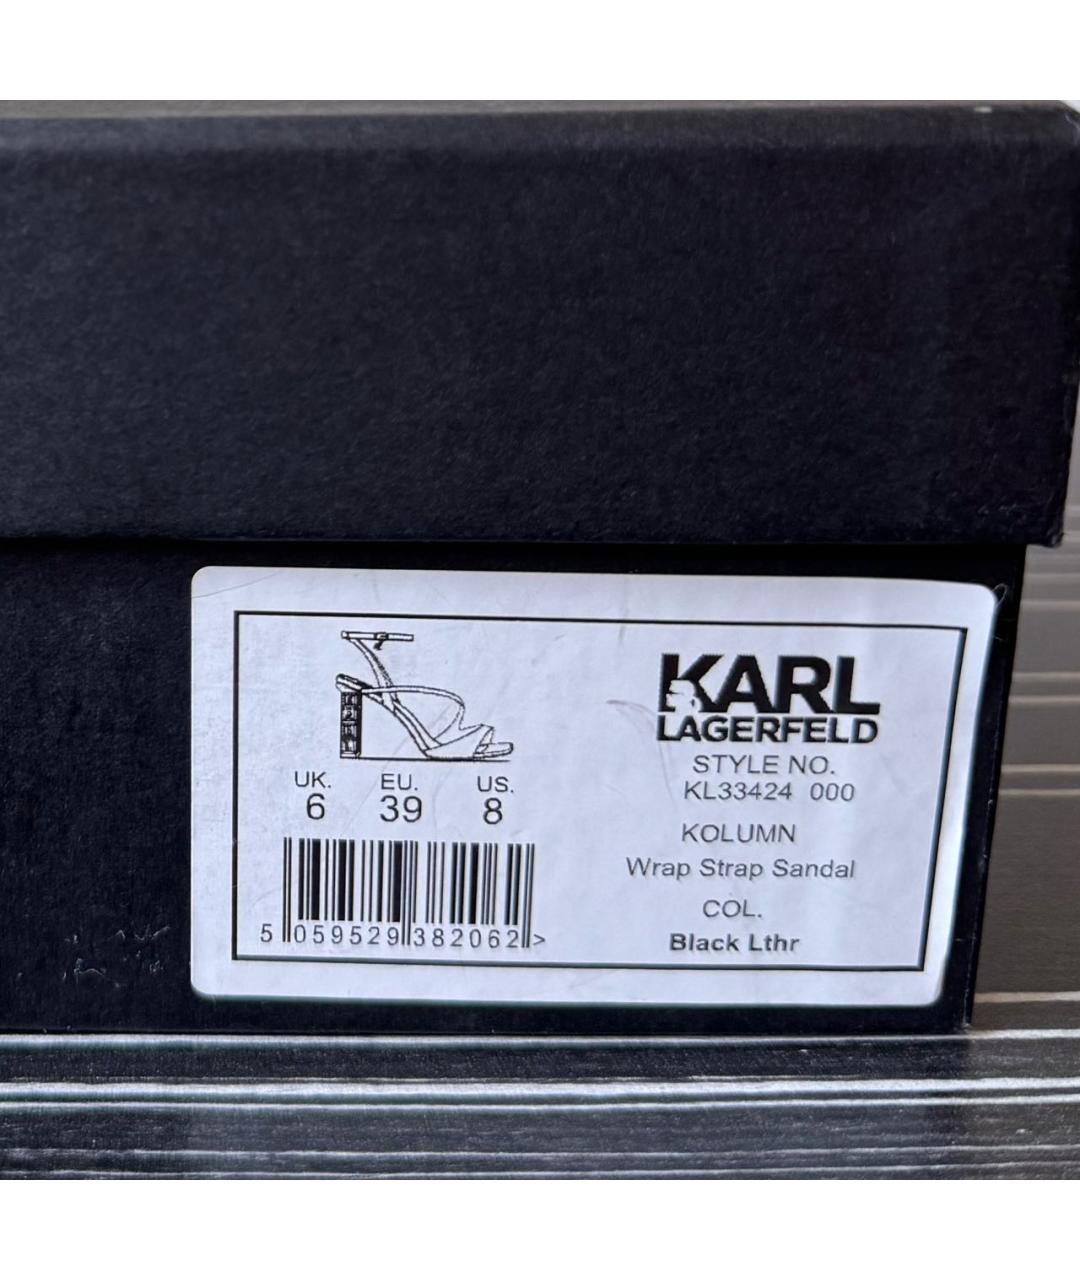 KARL
LAGERFELD
STYLE NO.
KL33424 000
KOLUMN
Wrap Strap Sandal
COL.
Black Lthr
UK. EU. US.
6 39 8
5 059529 382062 >